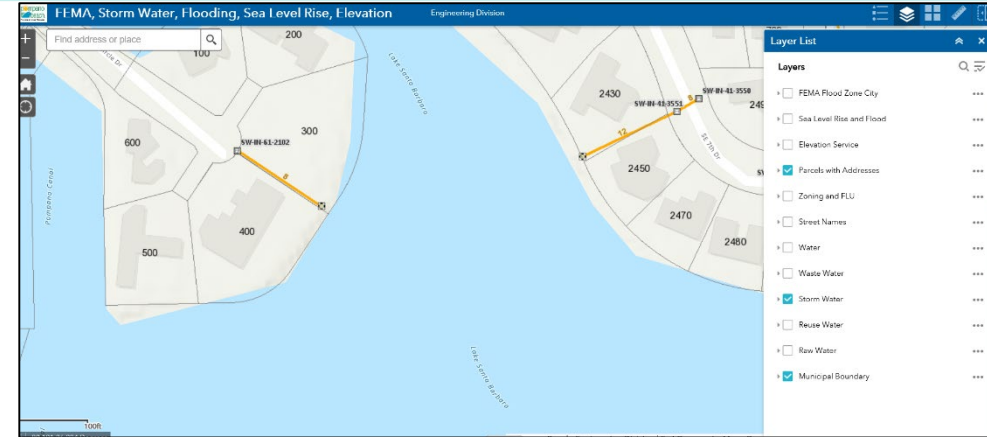 FEMA, Storm Water, Flooding, Sea Level Rise, Elevation
Engineering Division
Find address or place
Layer List
Layers
FEMA Flood Zone City
Sea Level Rise and Flood
Elevation Service
Parcels with Addresses
Zoning and FLU
Street Names
Water
Waste Water
Storm Water
Reuse Water
Raw Water
Municipal Boundary
100
200
300
400
500
600
SW-IN-61-2102
8
Pompano Canal
Lake Santa Barbara
Lake Santa Barbara
2430
2450
2470
2480
SW-IN-41-3551
SW-IN-41-3550
12
SE 7th Dr
100ft